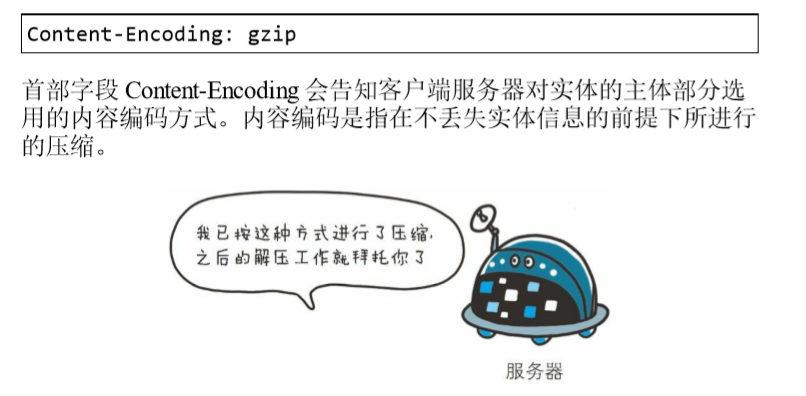 Content-Encoding: gzip
首部字段 Content-Encoding 会告知客户端服务器对实体的主体部分选
用的内容编码方式。内容编码是指在不丢失实体信息的前提下所进行
的压缩。
我已按这种方式进行了压缩，
之后的解压工作就拜托你了
服务器